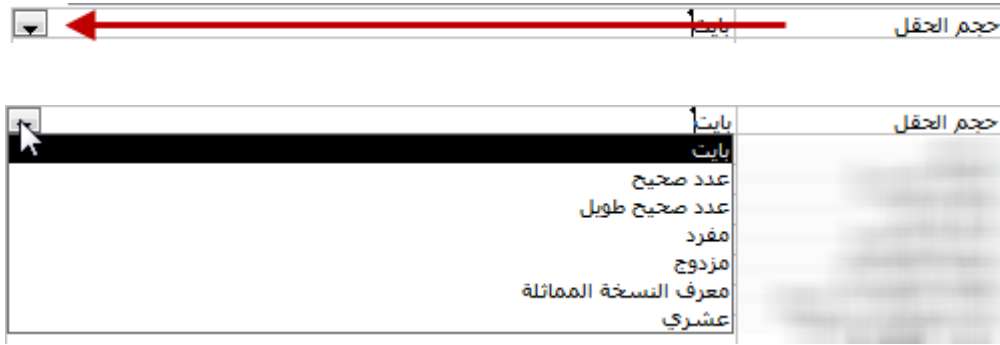 حجم الحقل بايت
حجم الحقل بايت
بايت
عدد صحيح
عدد صحيح طويل
مفرد
مزدوج
معرف النسخة المماثلة
عشري